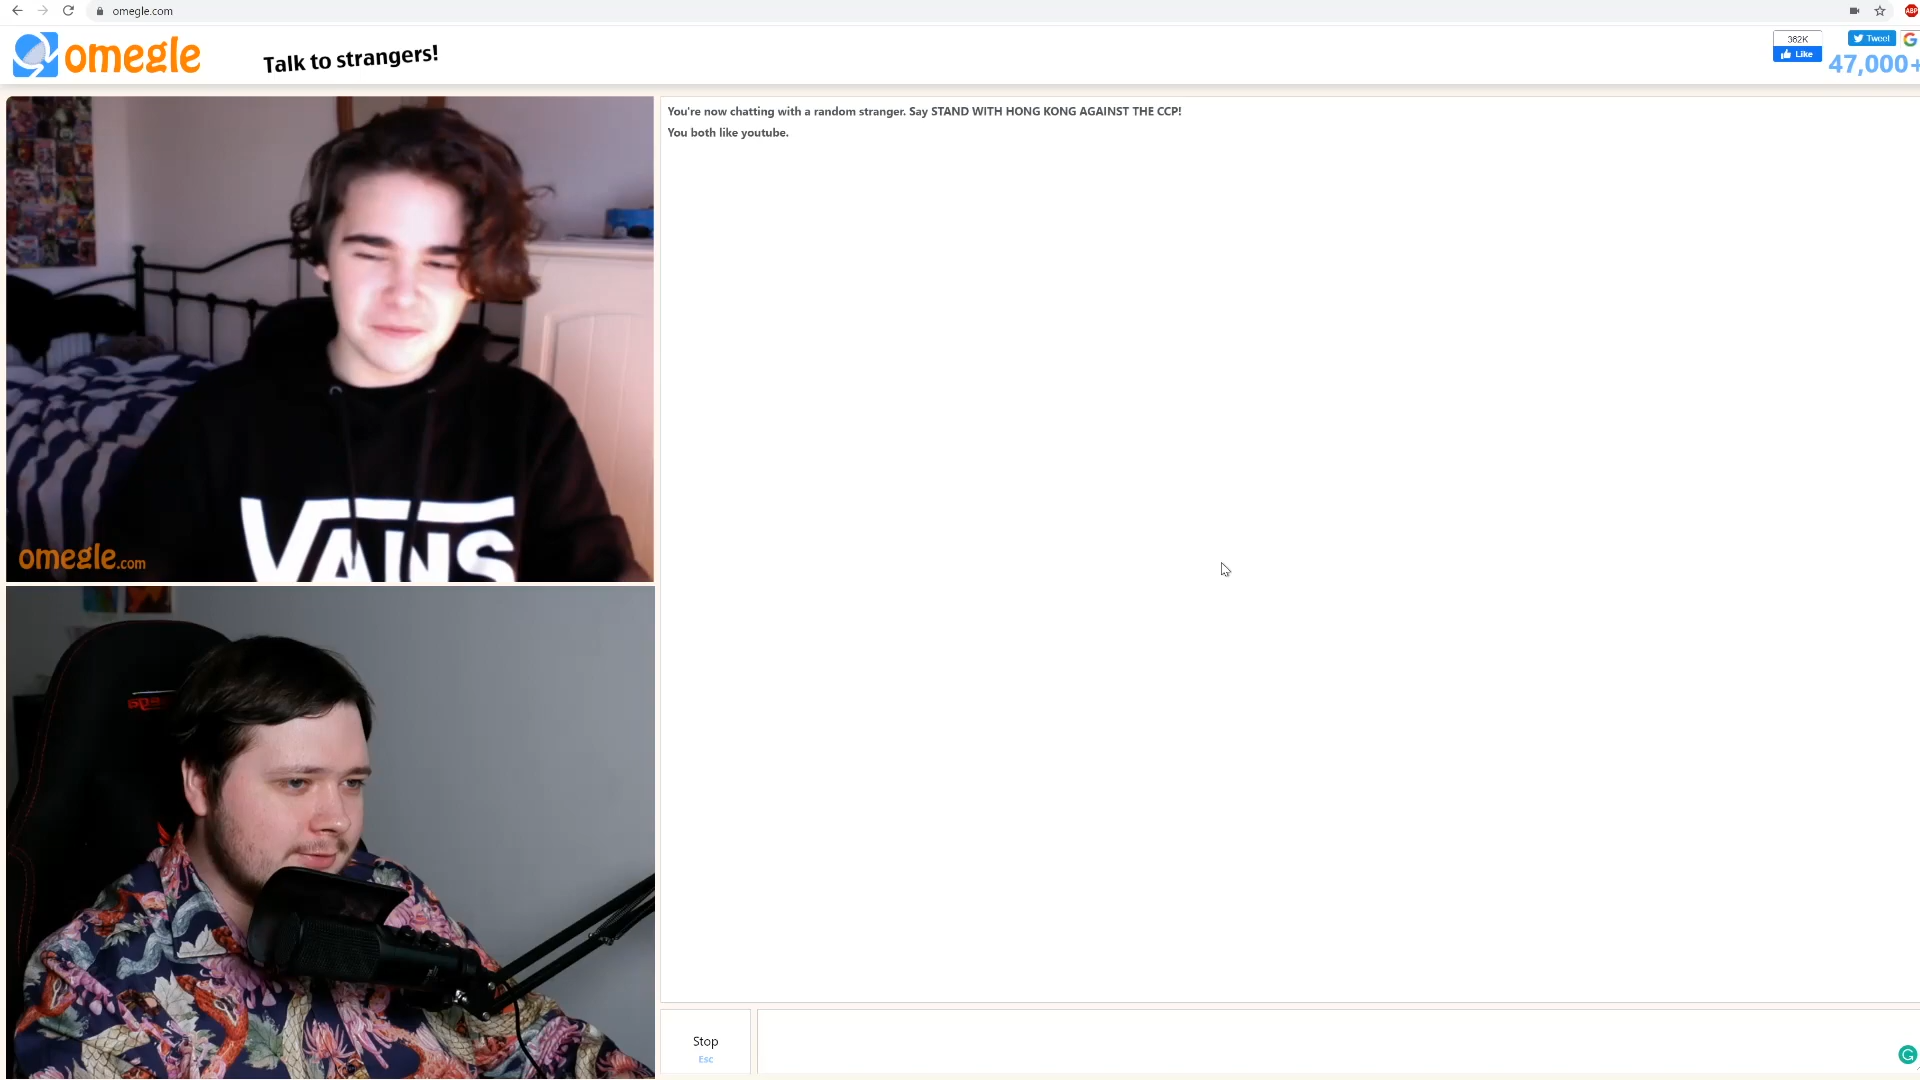 omegle.com
omegle
Talk to strangers!
362K
Like
Tweet
47,000+
ABP
You're now chatting with a random stranger. Say STAND WITH HONG KONG AGAINST THE CCP!
You both like youtube.
VANS
omegle.com
Stop
Esc